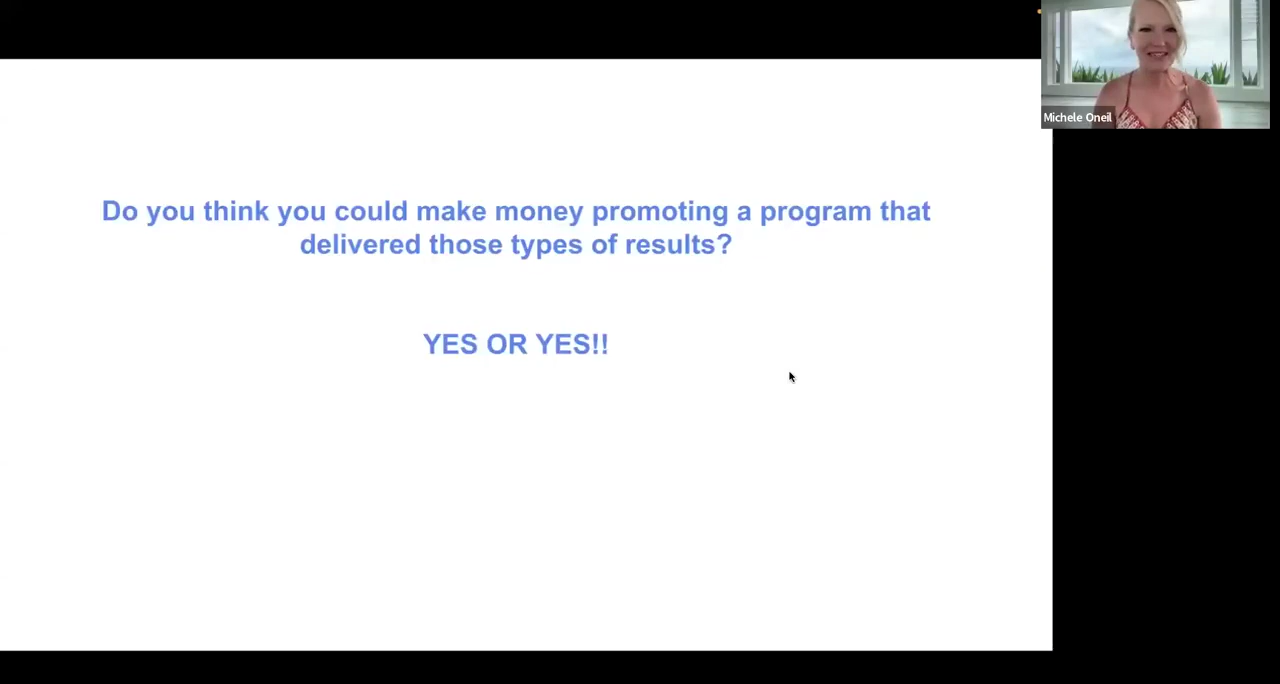 Michele Oneil
Do you think you could make money promoting a program that
delivered those types of results?
YES OR YES!!